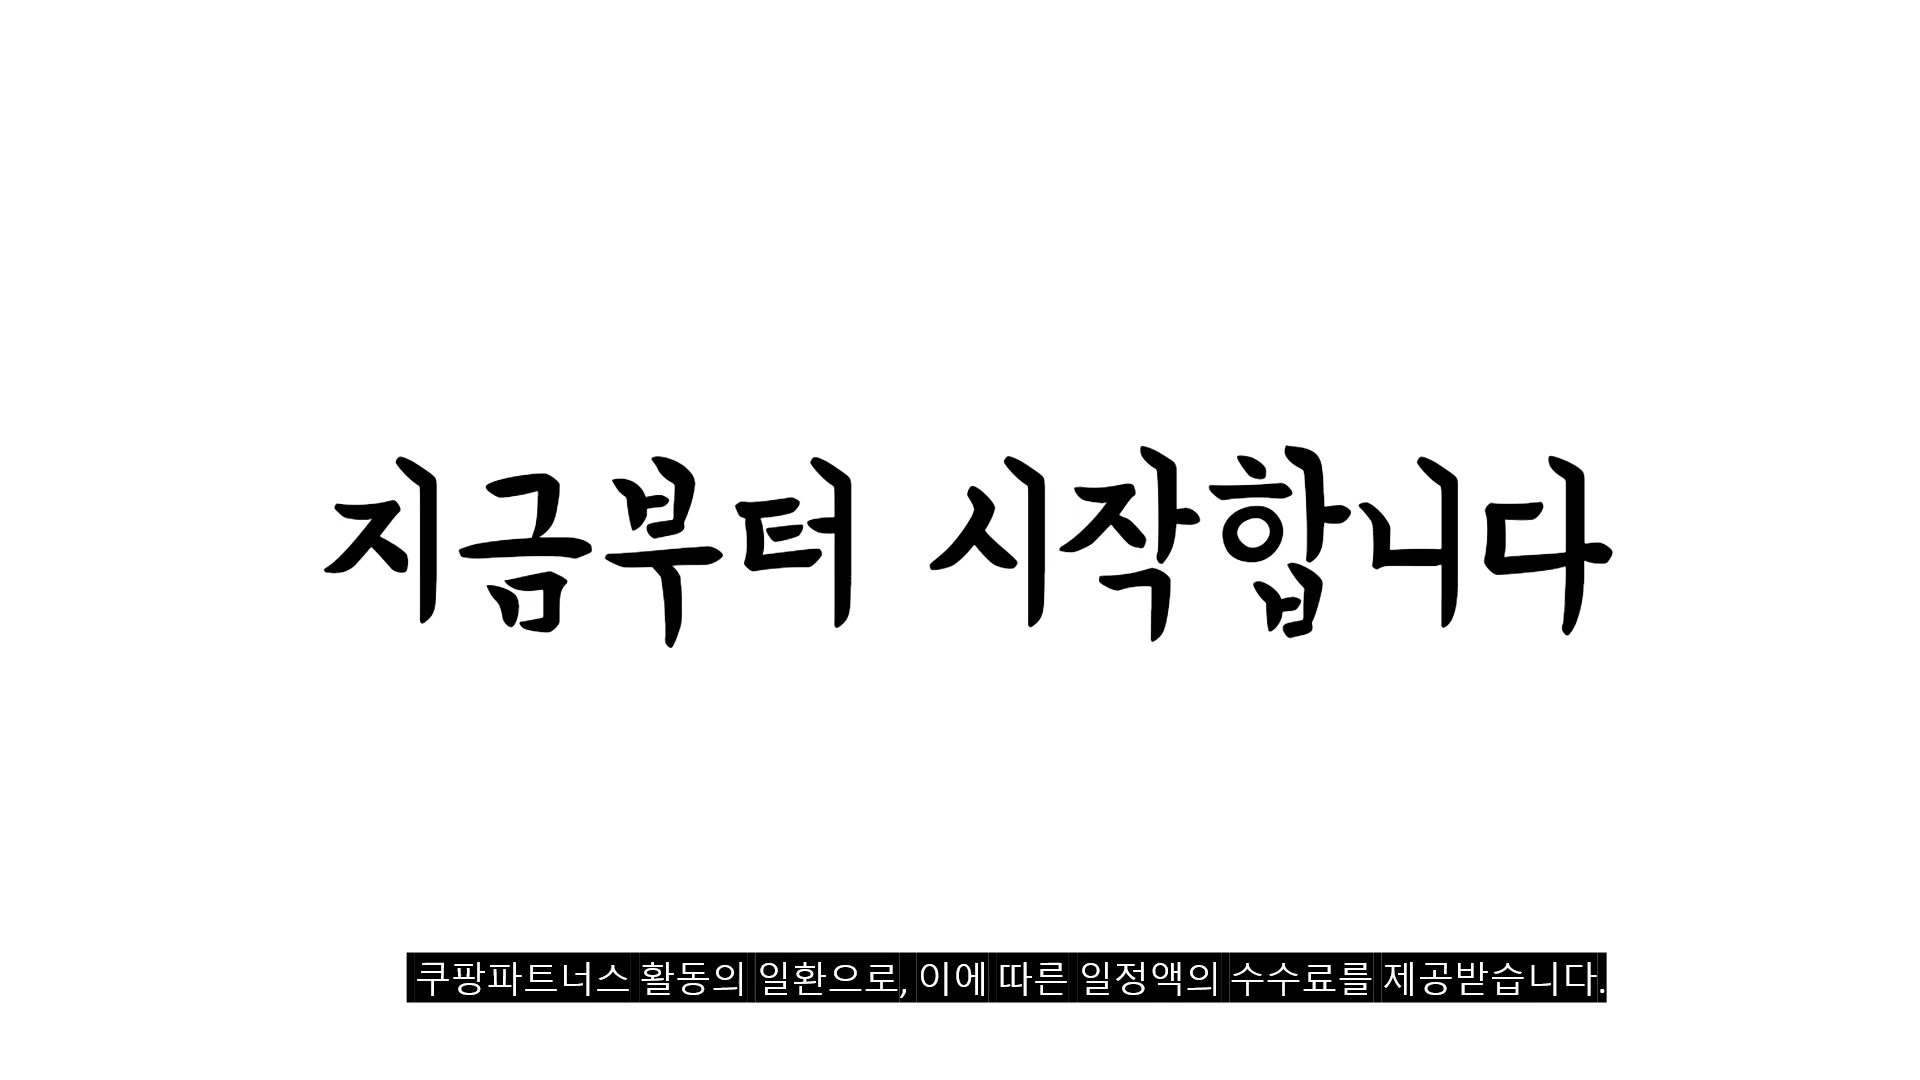 지금부터 시작합니다
쿠팡파트너스 활동의 일환으로, 이에 따른 일정액의 수수료를 제공받습니다.